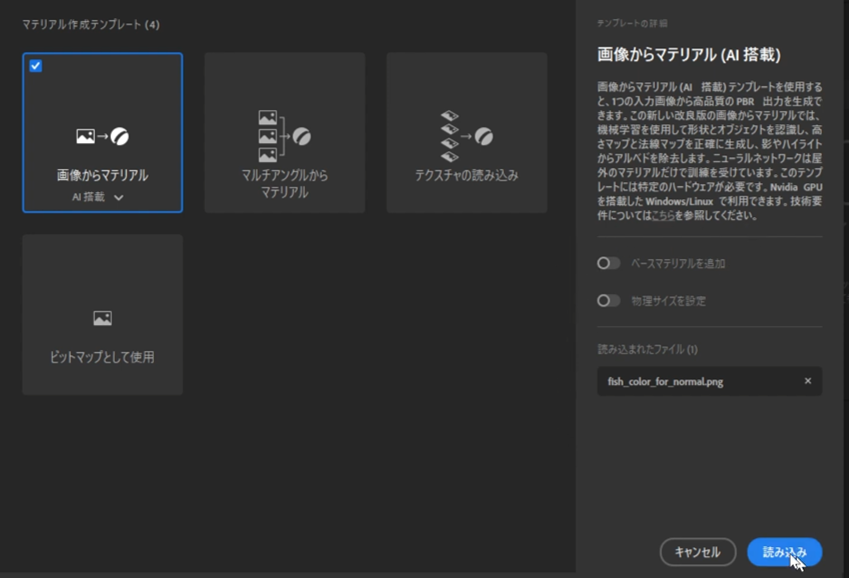 マテリアル作成テンプレート (4)
画像からマテリアル
AI 搭載
マルチアングルから
マテリアル
テクスチャの読み込み
ビットマップとして使用
テンプレートの詳細
画像からマテリアル (AI 搭載)
画像からマテリアル (AI 搭載) テンプレートを使用する
と、1つの入力画像から高品質の PBR 出力を生成で
きます。この新しい改良版の画像からマテリアルでは、
機械学習を使用して形状とオブジェクトを認識し、高
さマップと法線マップを正確に生成し、影やハイライト
からアルベドを除去します。ニューラルネットワークは屋
外のマテリアルだけで訓練を受けています。このテンプ
レートには特定のハードウェアが必要です。Nvidia GPU
を搭載した Windows/Linux で利用できます。技術要
件についてはこちらを参照してください。
ベースマテリアルを追加
物理サイズを設定
読み込まれたファイル (1)
fish_color_for_normal.png
キャンセル
読み込み